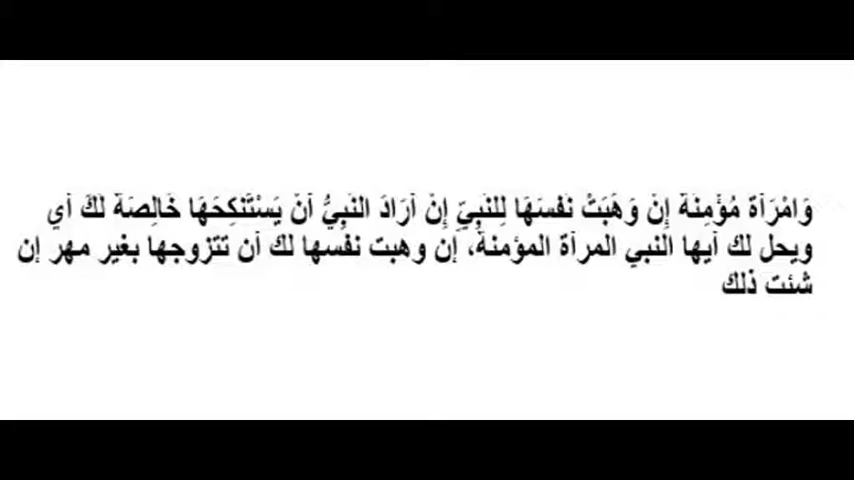 وَامْرَأَةً مُؤْمِنَةً إِنْ وَهَبَتْ نَفْسَهَا لِلنَّبِيِّ إِنْ أَرَادَ النَّبِيُّ أَنْ يَسْتَنْكِحَهَا خَالِصَةً لَكَ أي
ويحل لك أيها النبي المرأة المؤمنة، إن وهبت نفسها لك أن تتزوجها بغير مهر إن
شئت ذلك